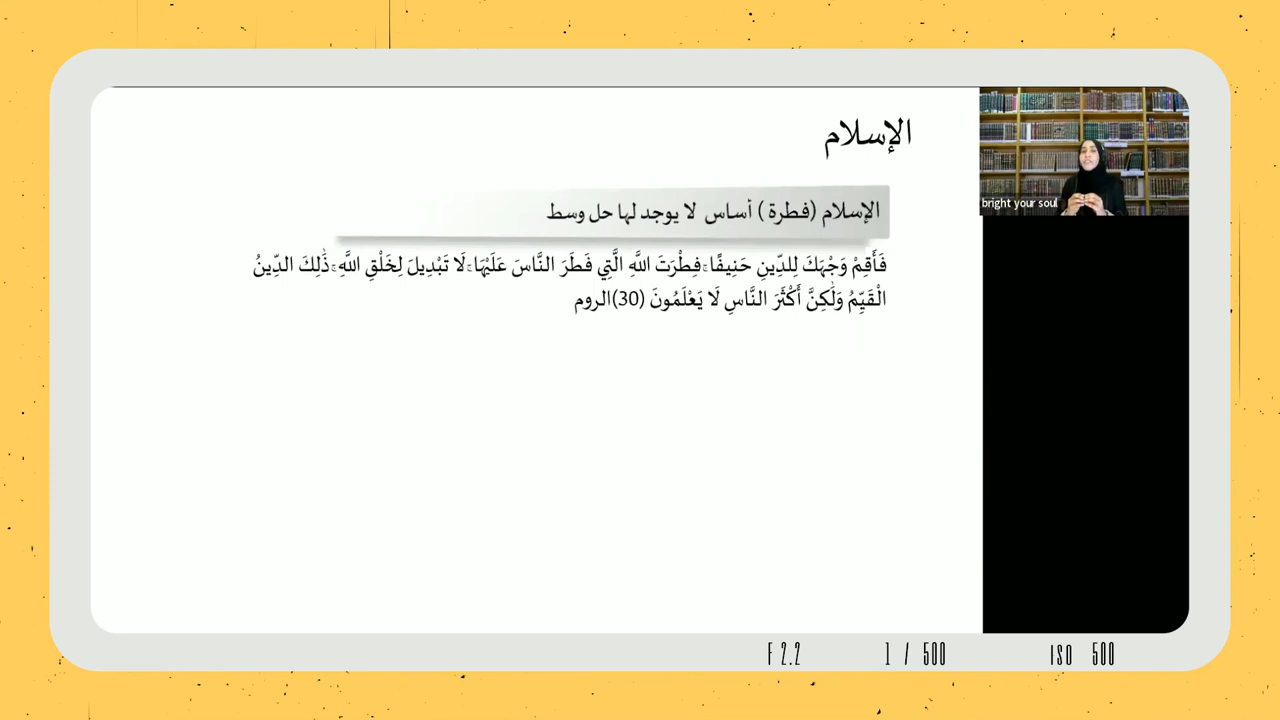 الإسلام
الإسلام (فطرة ) أساس لا يوجد لها حل وسط
فَأَقِمْ وَجْهَكَ لِلدِّينِ حَنِيفًا ۚ فِطْرَتَ اللَّهِ الَّتِي فَطَرَ النَّاسَ عَلَيْهَا ۚ لَا تَبْدِيلَ لِخَلْقِ اللَّهِ ۚ ذَٰلِكَ الدِّينُ
الْقَيِّمُ وَلَٰكِنَّ أَكْثَرَ النَّاسِ لَا يَعْلَمُونَ (30)الروم
bright your soul
F 2.2 1 / 500 ISO 500